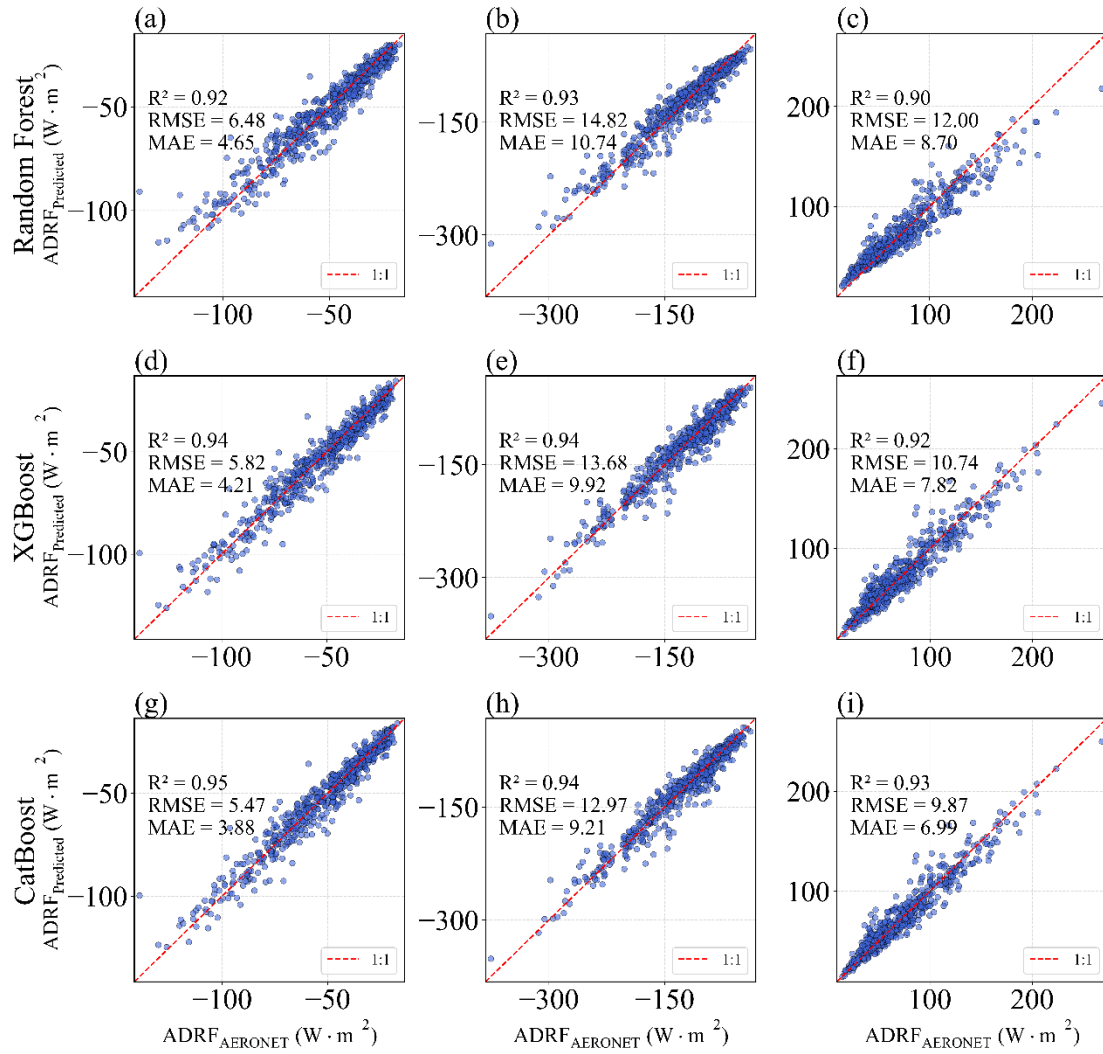 (a)
(b)
(c)
Random Forest
ADRF_Predicted (W · m ²)
R² = 0.92
RMSE = 6.48
MAE = 4.65
R² = 0.93
RMSE = 14.82
MAE = 10.74
R² = 0.90
RMSE = 12.00
MAE = 8.70
−50
−100
−150
−300
200
100
1:1
1:1
1:1
−100
−50
−300
−150
100
200
(d)
(e)
(f)
XGBoost
ADRF_Predicted (W · m ²)
R² = 0.94
RMSE = 5.82
MAE = 4.21
R² = 0.94
RMSE = 13.68
MAE = 9.92
R² = 0.92
RMSE = 10.74
MAE = 7.82
−50
−100
−150
−300
200
100
1:1
1:1
1:1
−100
−50
−300
−150
100
200
(g)
(h)
(i)
CatBoost
ADRF_Predicted (W · m ²)
R² = 0.95
RMSE = 5.47
MAE = 3.88
R² = 0.94
RMSE = 12.97
MAE = 9.21
R² = 0.93
RMSE = 9.87
MAE = 6.99
−50
−100
−150
−300
200
100
1:1
1:1
1:1
−100
−50
−300
−150
100
200
ADRF_AERONET (W · m ²)
ADRF_AERONET (W · m ²)
ADRF_AERONET (W · m ²)